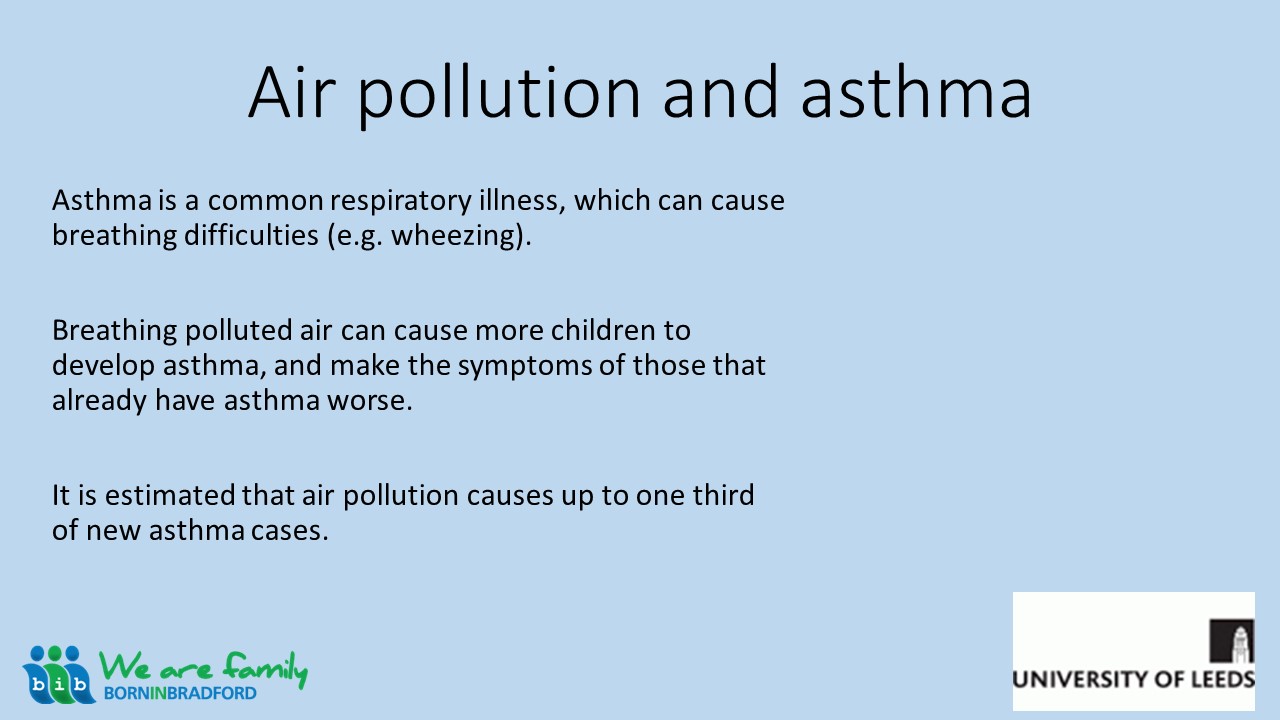 Air pollution and asthma
Asthma is a common respiratory illness, which can cause
breathing difficulties (e.g. wheezing).
Breathing polluted air can cause more children to
develop asthma, and make the symptoms of those that
already have asthma worse.
It is estimated that air pollution causes up to one third
of new asthma cases.
bib We are family
BORNINBRADFORD
UNIVERSITY OF LEEDS